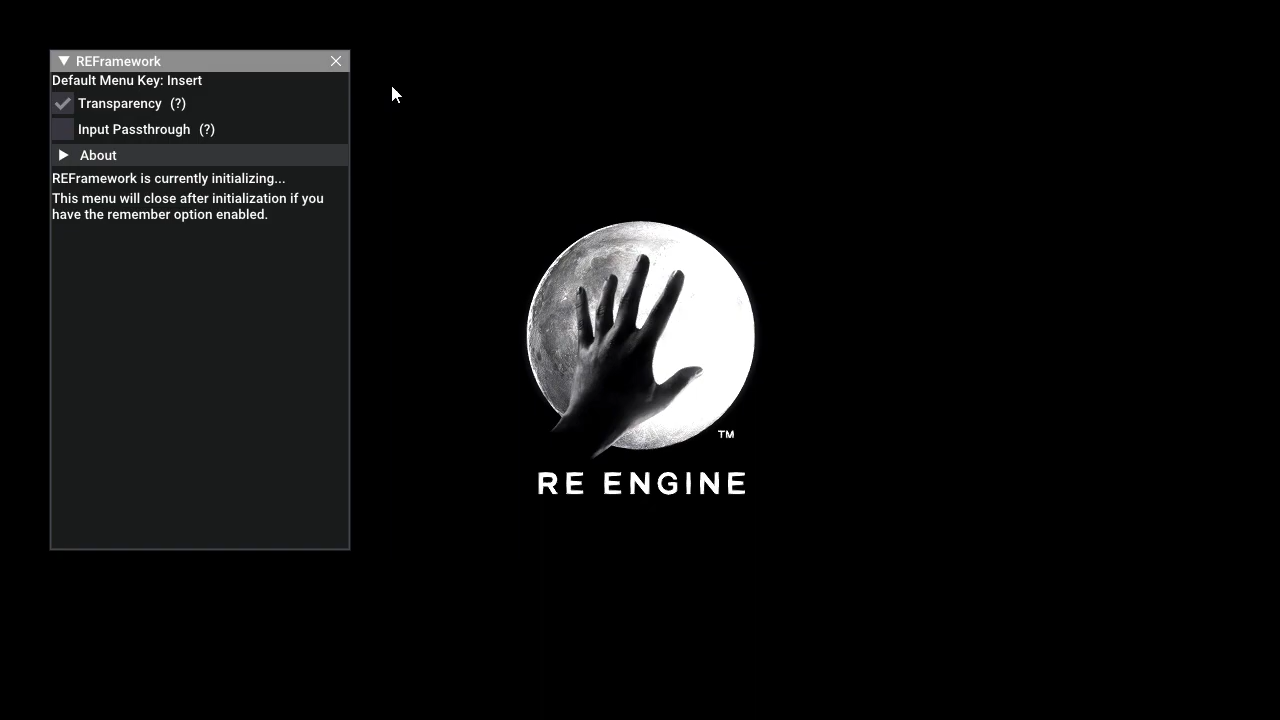 REFramework
Default Menu Key: Insert
Transparency (?)
Input Passthrough (?)
About
REFramework is currently initializing...
This menu will close after initialization if you
have the remember option enabled.
TM
RE ENGINE